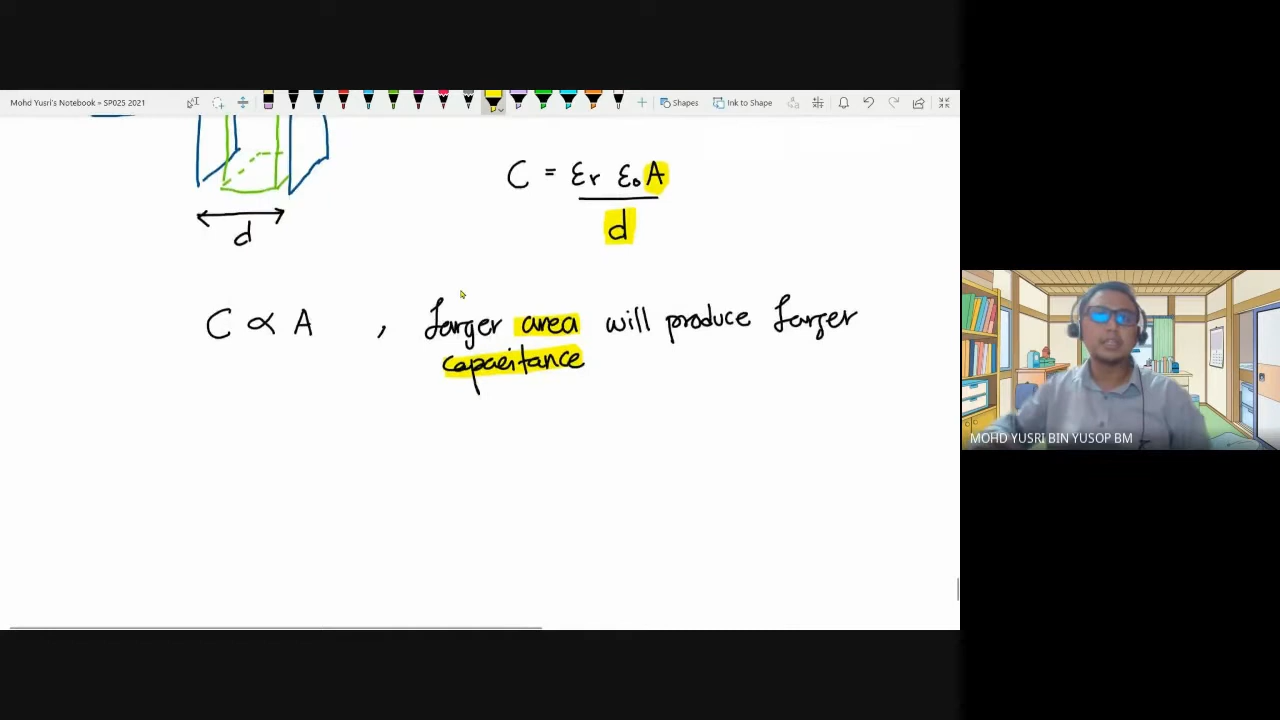 Mohd Yusri's Notebook » SP025 2021
Shapes
Ink to Shape
C = εr ε₀ A
d
d
C ∝ A , larger area will produce larger
capacitance
MOHD YUSRI BIN YUSOP BM